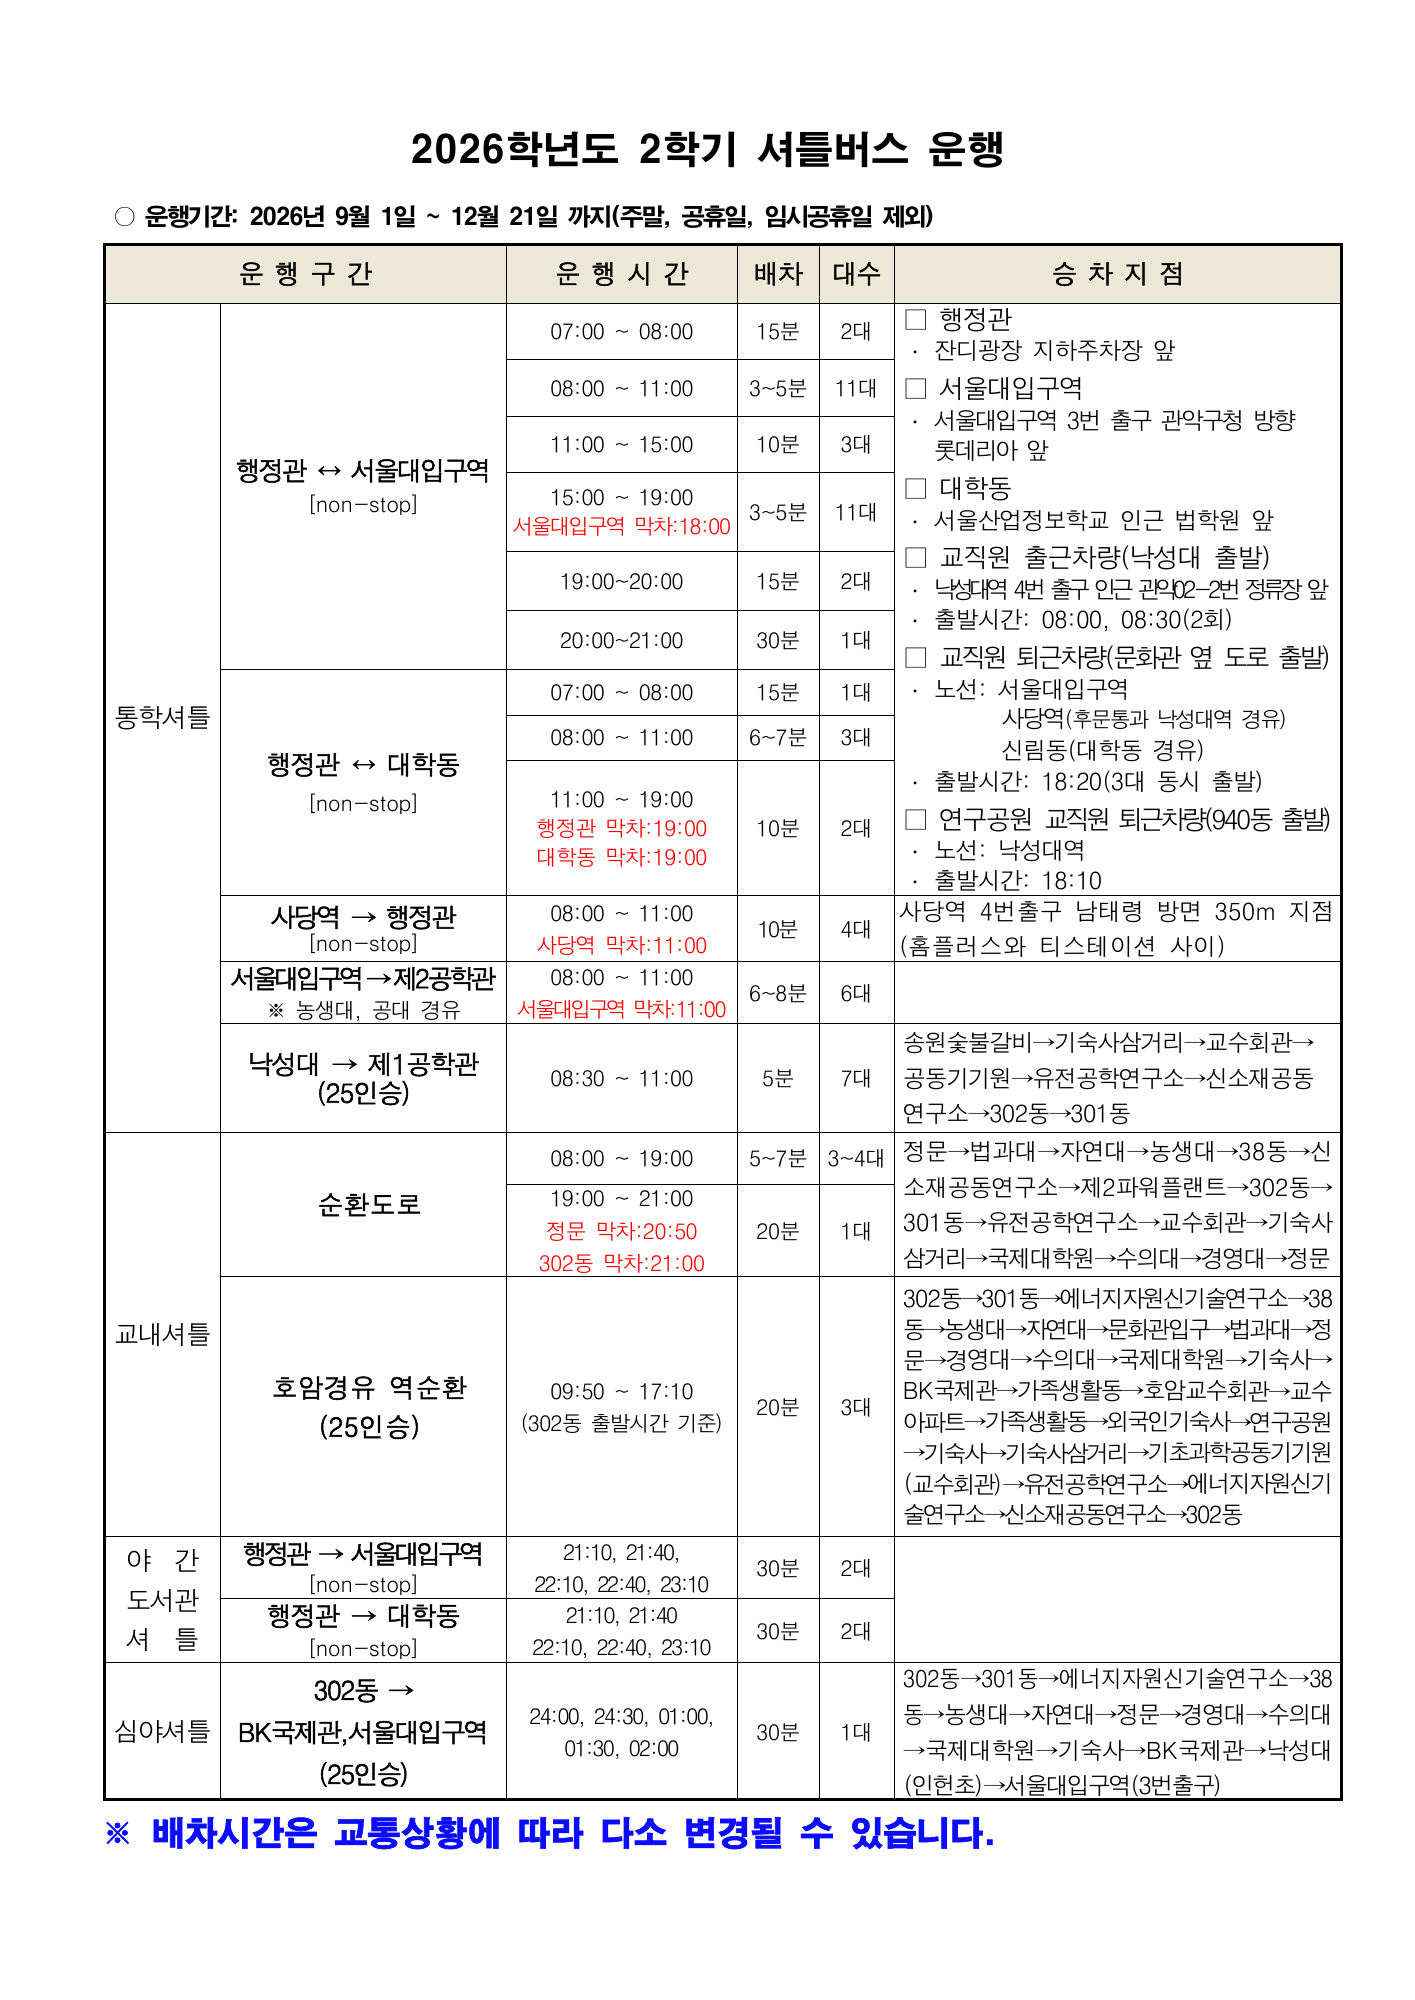 2026학년도 2학기 셔틀버스 운행
○ 운행기간: 2026년 9월 1일 ~ 12월 21일 까지(주말, 공휴일, 임시공휴일 제외)
운 행 구 간
운 행 시 간
배차
대수
승 차 지 점
통학셔틀
행정관 ↔ 서울대입구역
[non-stop]
07:00 ~ 08:00
15분
2대
08:00 ~ 11:00
3~5분
11대
11:00 ~ 15:00
10분
3대
15:00 ~ 19:00
서울대입구역 막차:18:00
3~5분
11대
19:00~20:00
15분
2대
20:00~21:00
30분
1대
□ 행정관
· 잔디광장 지하주차장 앞
□ 서울대입구역
· 서울대입구역 3번 출구 관악구청 방향
롯데리아 앞
□ 대학동
· 서울산업정보학교 인근 법학원 앞
□ 교직원 출근차량(낙성대 출발)
· 낙성대역 4번 출구 인근 관악02-2번 정류장 앞
· 출발시간: 08:00, 08:30(2회)
□ 교직원 퇴근차량(문화관 옆 도로 출발)
· 노선: 서울대입구역
사당역(후문통과 낙성대역 경유)
신림동(대학동 경유)
· 출발시간: 18:20(3대 동시 출발)
□ 연구공원 교직원 퇴근차량(940동 출발)
· 노선: 낙성대역
· 출발시간: 18:10
행정관 ↔ 대학동
[non-stop]
07:00 ~ 08:00
15분
1대
08:00 ~ 11:00
6~7분
3대
11:00 ~ 19:00
행정관 막차:19:00
대학동 막차:19:00
10분
2대
사당역 → 행정관
[non-stop]
08:00 ~ 11:00
사당역 막차:11:00
10분
4대
사당역 4번출구 남태령 방면 350m 지점
(홈플러스와 티스테이션 사이)
서울대입구역→제2공학관
※ 농생대, 공대 경유
08:00 ~ 11:00
서울대입구역 막차:11:00
6~8분
6대
낙성대 → 제1공학관
(25인승)
08:30 ~ 11:00
5분
7대
송원숯불갈비→기숙사삼거리→교수회관→
공동기기원→유전공학연구소→신소재공동
연구소→302동→301동
교내셔틀
순환도로
08:00 ~ 19:00
5~7분
3~4대
19:00 ~ 21:00
정문 막차:20:50
302동 막차:21:00
20분
1대
정문→법과대→자연대→농생대→38동→신
소재공동연구소→제2파워플랜트→302동→
301동→유전공학연구소→교수회관→기숙사
삼거리→국제대학원→수의대→경영대→정문
호암경유 역순환
(25인승)
09:50 ~ 17:10
(302동 출발시간 기준)
20분
3대
302동→301동→에너지자원신기술연구소→38
동→농생대→자연대→문화관입구→법과대→정
문→경영대→수의대→국제대학원→기숙사→
BK국제관→가족생활동→호암교수회관→교수
아파트→가족생활동→외국인기숙사→연구공원
→기숙사→기숙사삼거리→기초과학공동기기원
(교수회관)→유전공학연구소→에너지자원신기
술연구소→신소재공동연구소→302동
야 간
도서관
셔 틀
행정관 → 서울대입구역
[non-stop]
21:10, 21:40,
22:10, 22:40, 23:10
30분
2대
행정관 → 대학동
[non-stop]
21:10, 21:40
22:10, 22:40, 23:10
30분
2대
심야셔틀
302동 →
BK국제관,서울대입구역
(25인승)
24:00, 24:30, 01:00,
01:30, 02:00
30분
1대
302동→301동→에너지자원신기술연구소→38
동→농생대→자연대→정문→경영대→수의대
→국제대학원→기숙사→BK국제관→낙성대
(인헌초)→서울대입구역(3번출구)
※ 배차시간은 교통상황에 따라 다소 변경될 수 있습니다.